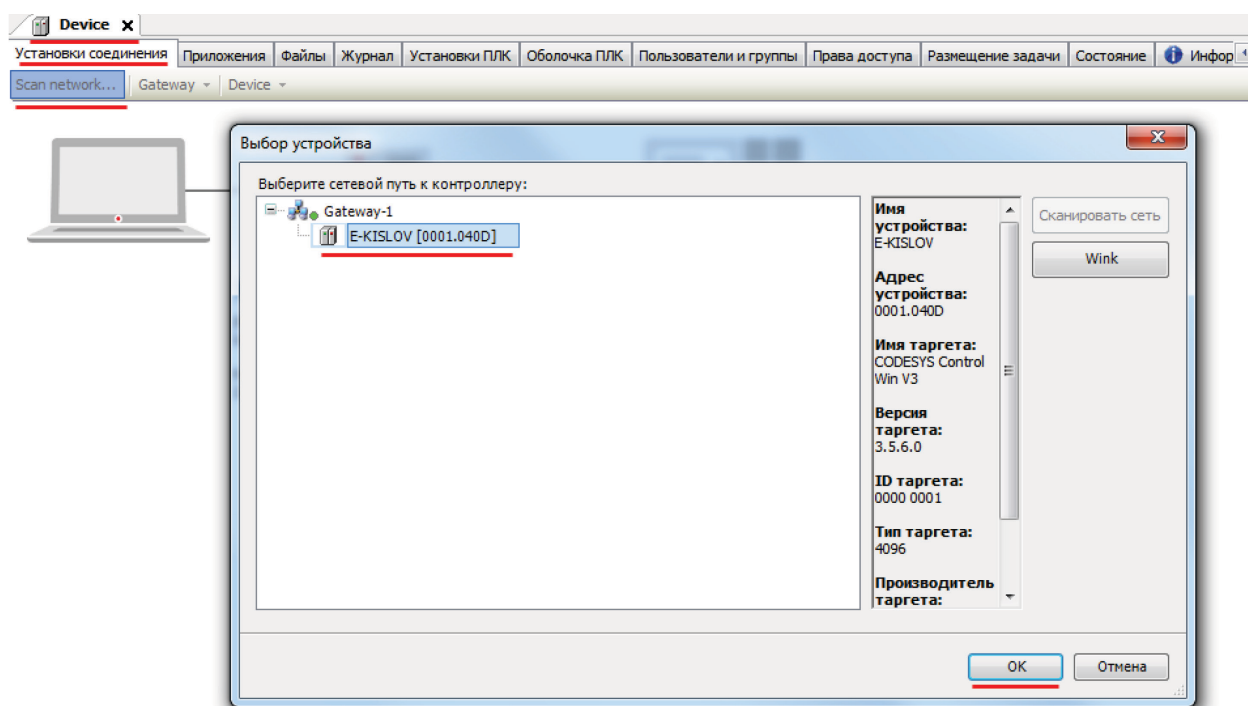 Device
Установки соединения Приложения Файлы Журнал Установки ПЛК Оболочка ПЛК Пользователи и группы Права доступа Размещение задачи Состояние Инфор
Scan network... Gateway Device
Выбор устройства
Выберите сетевой путь к контроллеру:
Gateway-1
E-KISLOV [0001.040D]
Имя
устройства:
E-KISLOV
Адрес
устройства:
0001.040D
Имя таргета:
CODESYS Control
Win V3
Версия
таргета:
3.5.6.0
ID таргета:
0000 0001
Тип таргета:
4096
Производитель
таргета:
Сканировать сеть
Wink
OK Отмена